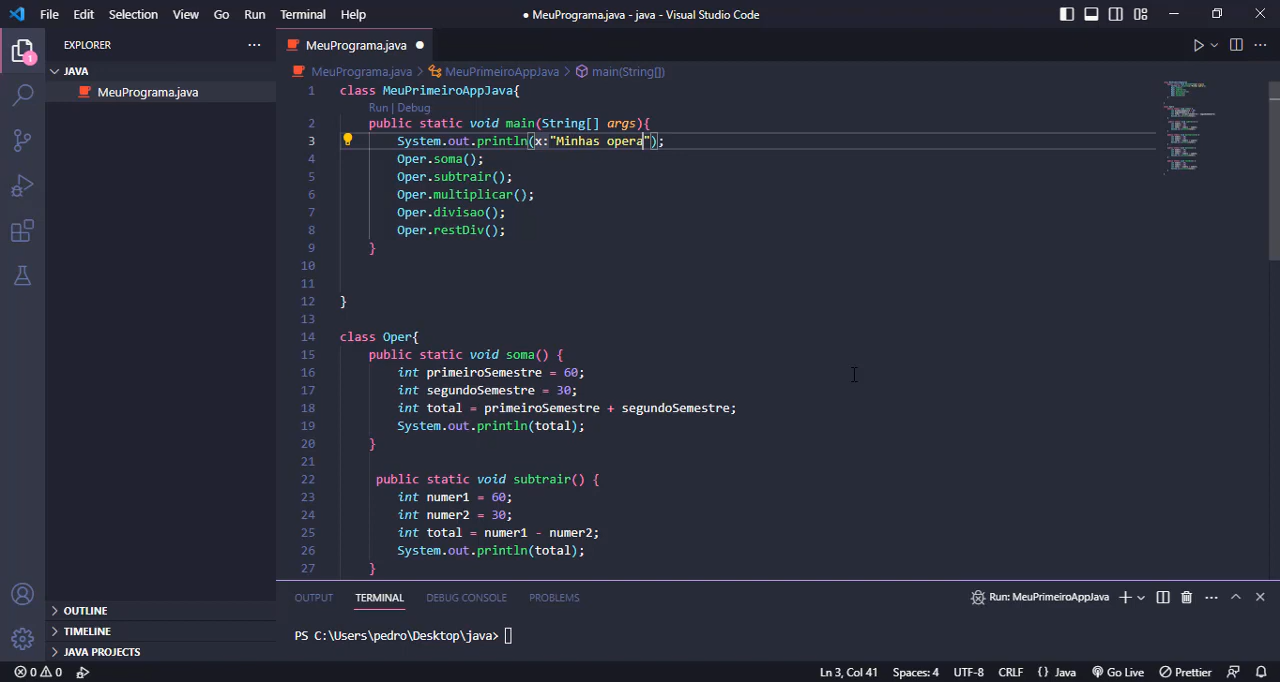 File Edit Selection View Go Run Terminal Help ● MeuPrograma.java - java - Visual Studio Code
EXPLORER ··· MeuPrograma.java ●
JAVA MeuPrograma.java > MeuPrimeiroAppJava > main(String[])
MeuPrograma.java
1 class MeuPrimeiroAppJava{
Run | Debug
2 public static void main(String[] args){
3 System.out.println(x:"Minhas opera");
4 Oper.soma();
5 Oper.subtrair();
6 Oper.multiplicar();
7 Oper.divisao();
8 Oper.restDiv();
9 }
10
11
12 }
13
14 class Oper{
15 public static void soma() {
16 int primeiroSemestre = 60;
17 int segundoSemestre = 30;
18 int total = primeiroSemestre + segundoSemestre;
19 System.out.println(total);
20 }
21
22 public static void subtrair() {
23 int numer1 = 60;
24 int numer2 = 30;
25 int total = numer1 - numer2;
26 System.out.println(total);
27 }
1
OUTPUT TERMINAL DEBUG CONSOLE PROBLEMS Run: MeuPrimeiroAppJava
PS C:\Users\pedro\Desktop\java>
OUTLINE
TIMELINE
JAVA PROJECTS
0 0 Ln 3, Col 41 Spaces: 4 UTF-8 CRLF {} Java Go Live Prettier